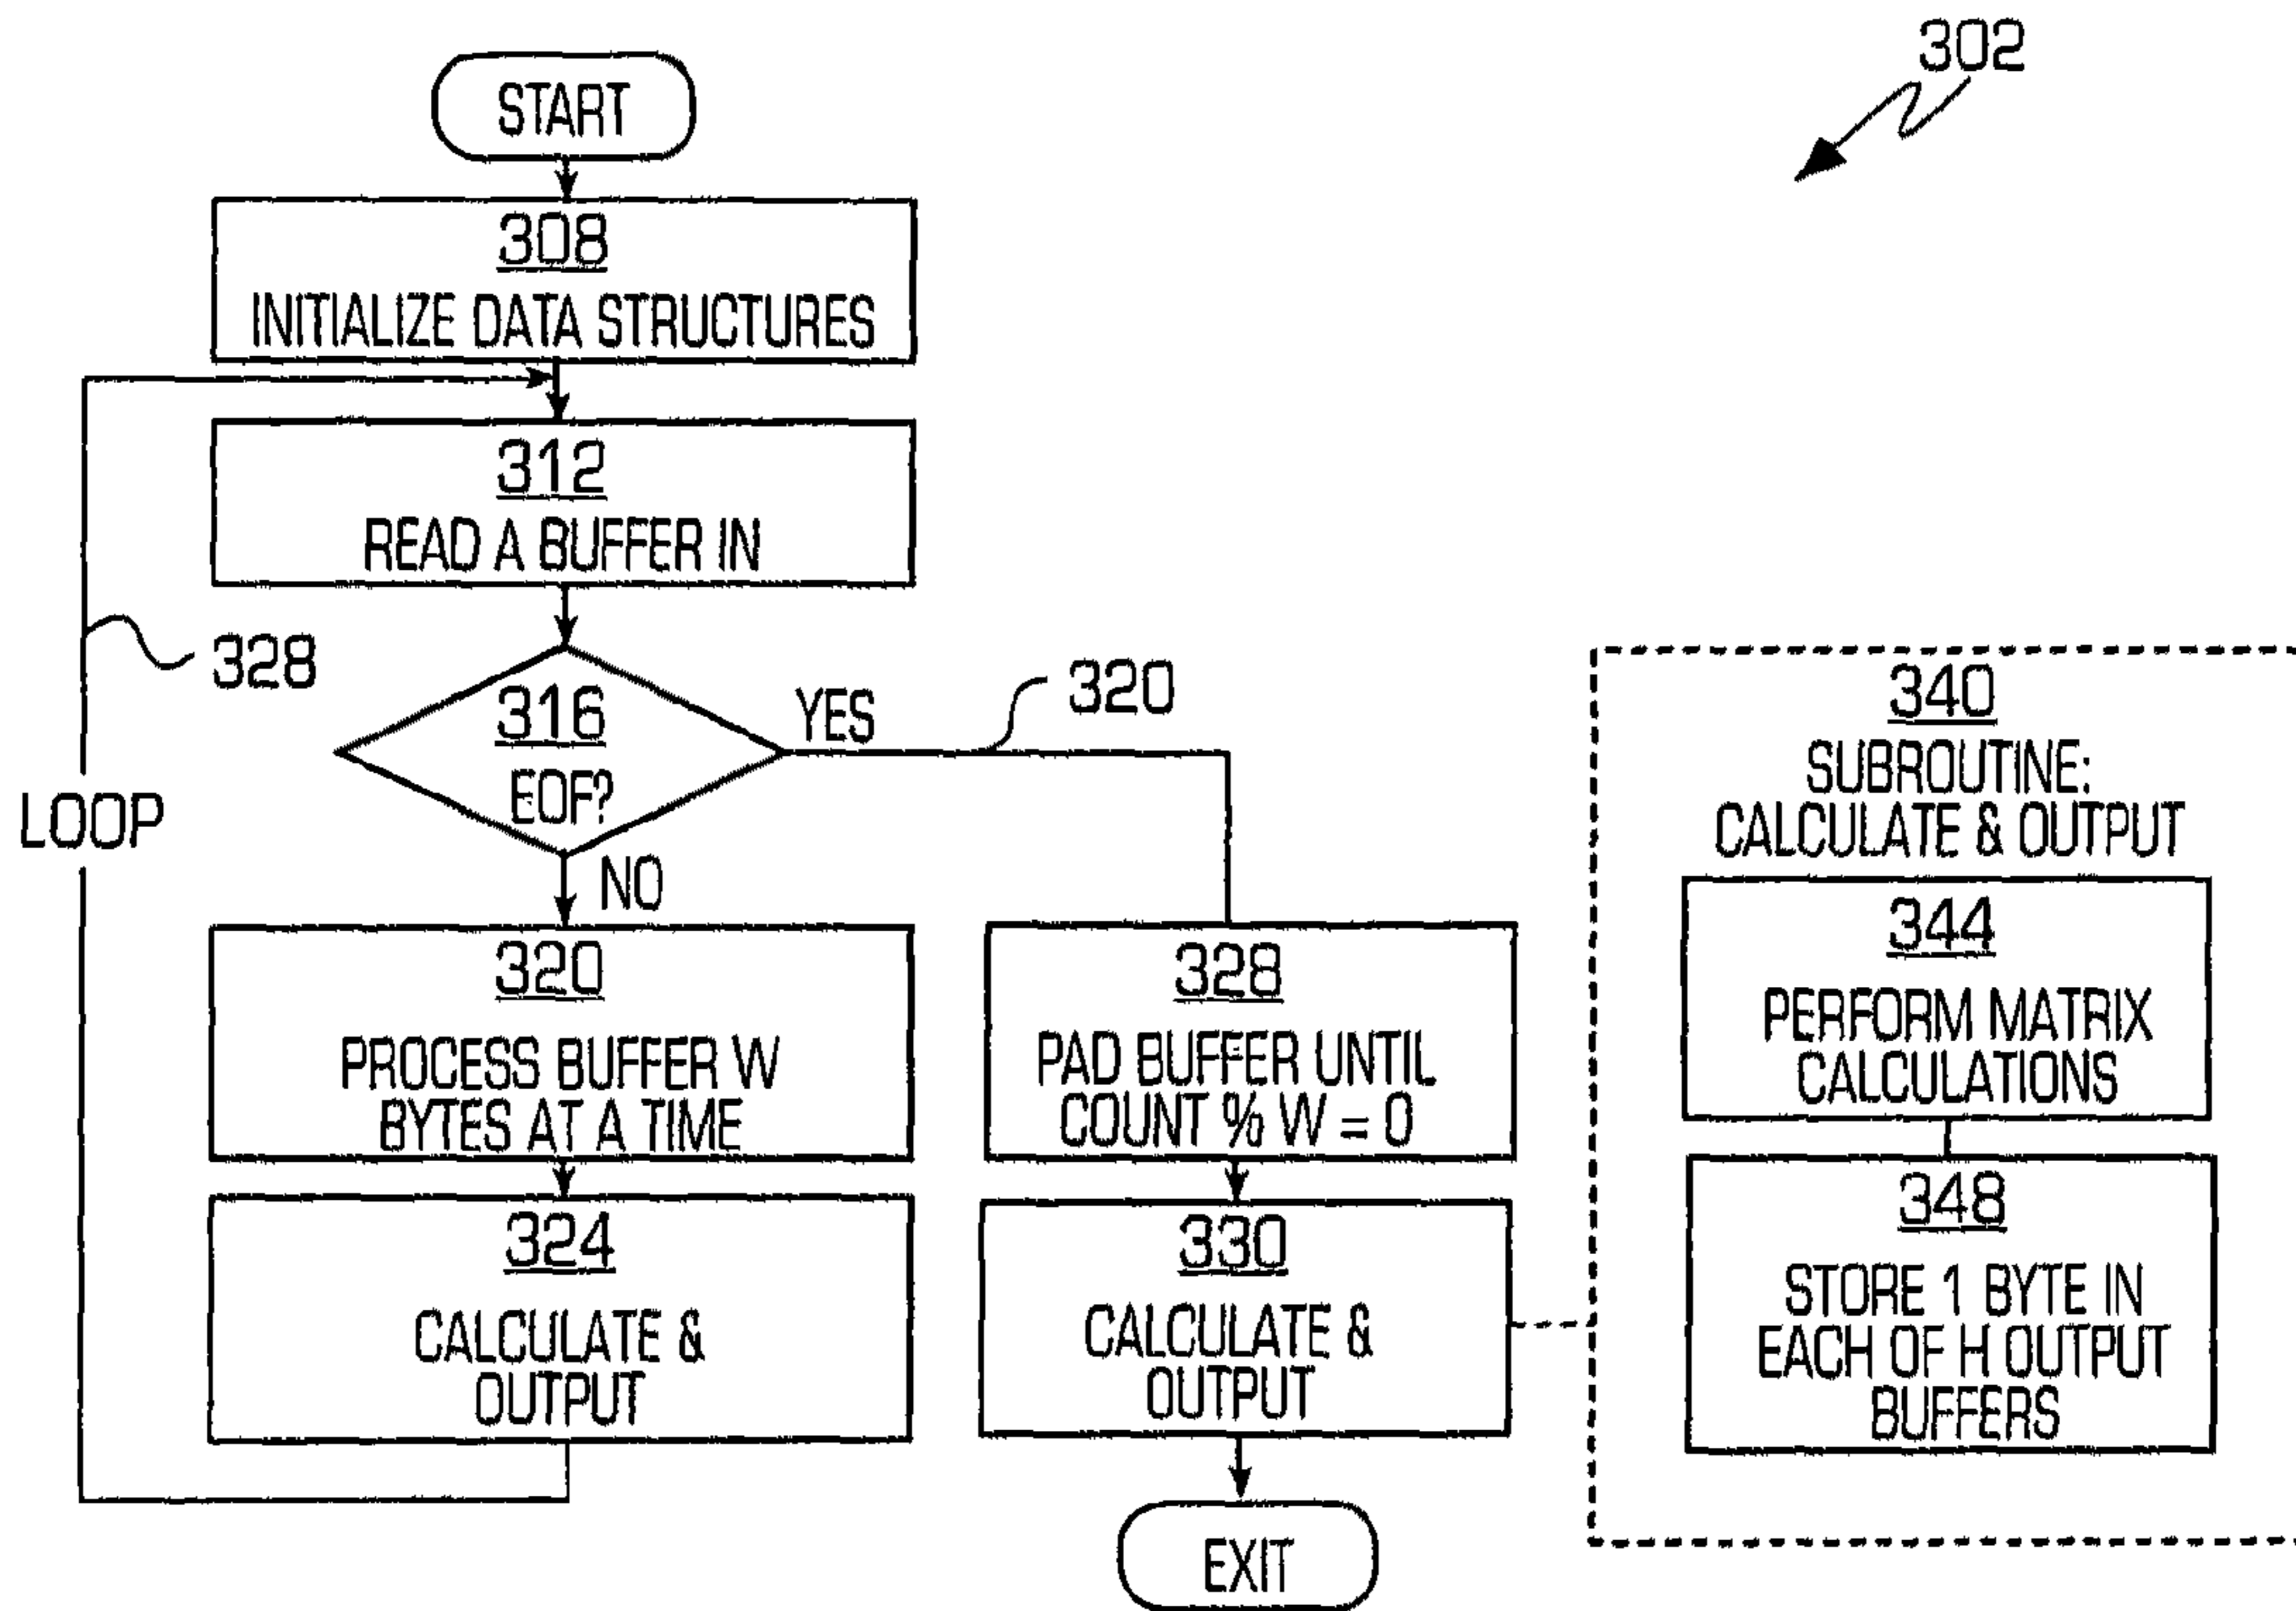 302
START
308
INITIALIZE DATA STRUCTURES
312
READ A BUFFER IN
328
316
EOF?
YES
320
LOOP
NO
320
PROCESS BUFFER W
BYTES AT A TIME
324
CALCULATE &
OUTPUT
328
PAD BUFFER UNTIL
COUNT % W = 0
330
CALCULATE &
OUTPUT
EXIT
340
SUBROUTINE:
CALCULATE & OUTPUT
344
PERFORM MATRIX
CALCULATIONS
348
STORE 1 BYTE IN
EACH OF H OUTPUT
BUFFERS